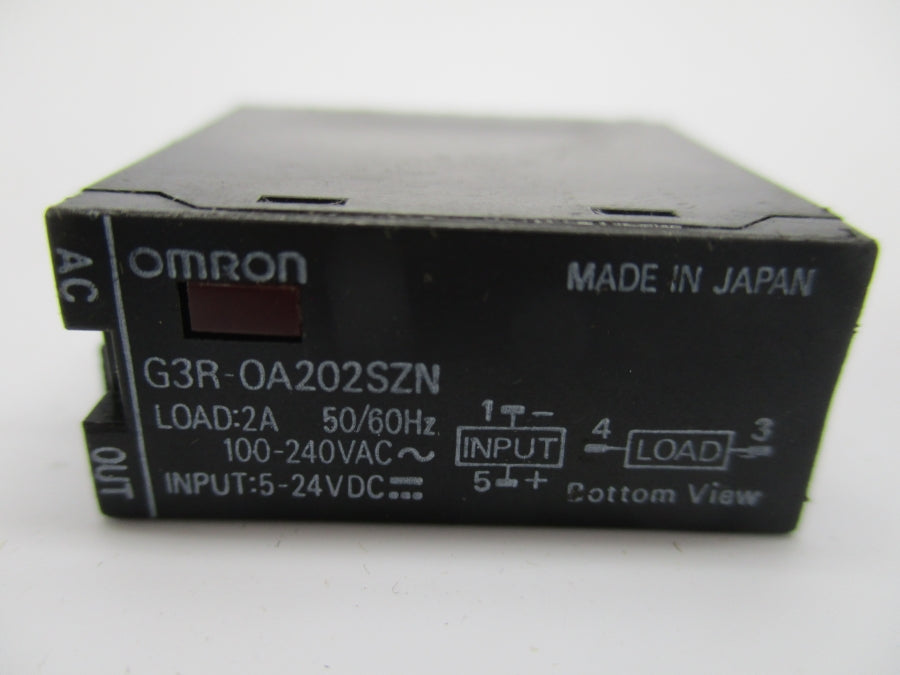 AC
OUT
OMRON
MADE IN JAPAN
G3R-OA202SZN
LOAD:2A 50/60Hz
100-240VAC～
INPUT:5-24VDC⎓
1 −
INPUT
5 +
4 LOAD 3
Bottom View